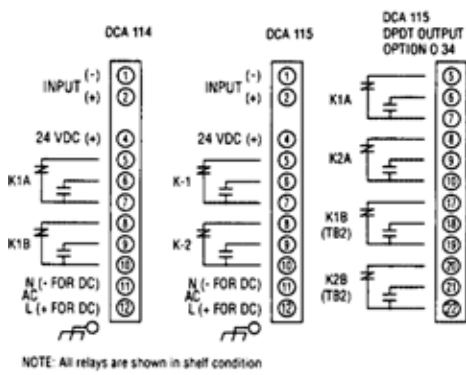 DCA 114
INPUT (-)
(+)
24 VDC (+)
K1A
K1B
N (- FOR DC)
AC
L (+ FOR DC)
1
2
4
5
6
7
8
9
10
11
12
DCA 115
INPUT (-)
(+)
24 VDC (+)
K-1
K-2
N (- FOR DC)
AC
L (+ FOR DC)
1
2
4
5
6
7
8
9
10
11
12
DCA 115
DPDT OUTPUT
OPTION O 34
K1A
K2A
K1B
(TB2)
K2B
(TB2)
5
6
7
8
9
10
17
18
19
20
21
22
NOTE: All relays are shown in shelf condition